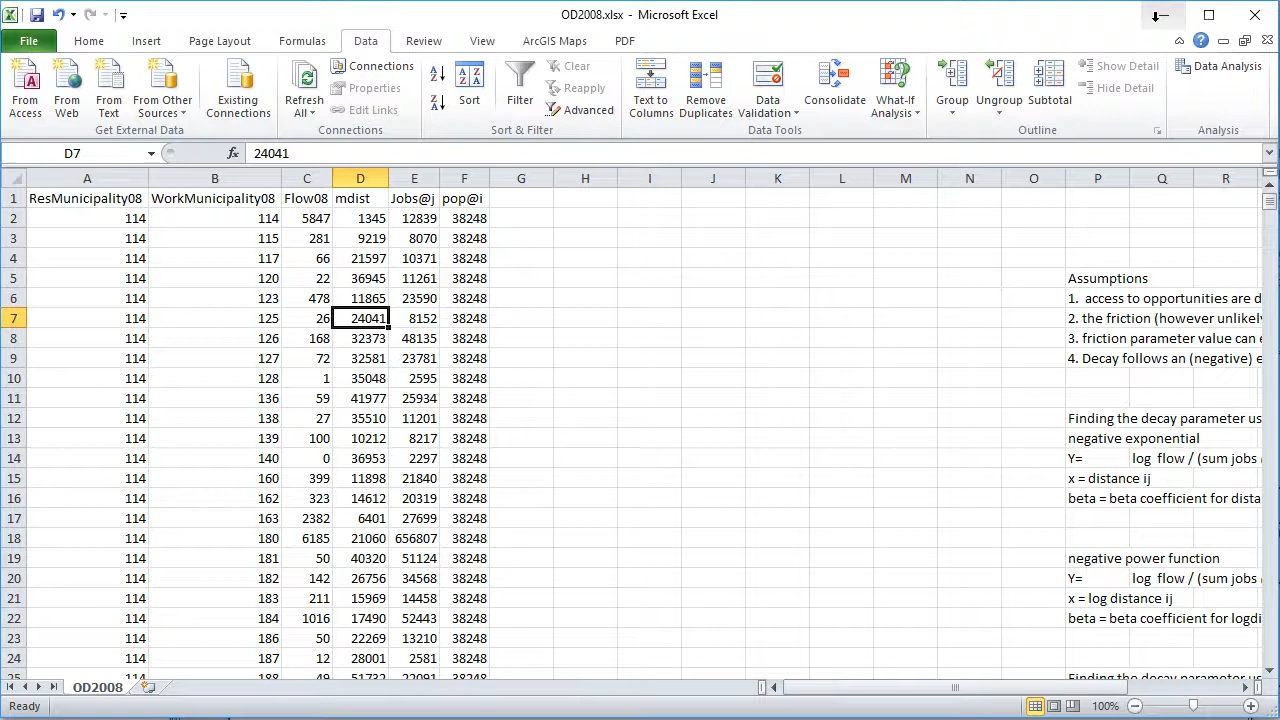 OD2008.xlsx - Microsoft Excel
File Home Insert Page Layout Formulas Data Review View ArcGIS Maps PDF
From Access
From Web
From Text
From Other Sources
Existing Connections
Get External Data
Refresh All
Connections
Properties
Edit Links
Connections
Sort
Filter
Clear
Reapply
Advanced
Sort & Filter
Text to Columns
Remove Duplicates
Data Validation
Consolidate
What-If Analysis
Data Tools
Group
Ungroup
Subtotal
Show Detail
Hide Detail
Outline
Data Analysis
Analysis
D7 fx 24041
A B C D E F G H I J K L M N O P Q R
1 ResMunicipality08 WorkMunicipality08 Flow08 mdist Jobs@j pop@i
2 114 114 5847 1345 12839 38248
3 114 115 281 9219 8070 38248
4 114 117 66 21597 10371 38248
5 114 120 22 36945 11261 38248 Assumptions
6 114 123 478 11865 23590 38248 1. access to opportunities are d
7 114 125 26 24041 8152 38248 2. the friction (however unlikely
8 114 126 168 32373 48135 38248 3. friction parameter value can e
9 114 127 72 32581 23781 38248 4. Decay follows an (negative) e
10 114 128 1 35048 2595 38248
11 114 136 59 41977 25934 38248
12 114 138 27 35510 11201 38248 Finding the decay parameter us
13 114 139 100 10212 8217 38248 negative exponential
14 114 140 0 36953 2297 38248 Y= log flow / (sum jobs
15 114 160 399 11898 21840 38248 x = distance ij
16 114 162 323 14612 20319 38248 beta = beta coefficient for dista
17 114 163 2382 6401 27699 38248
18 114 180 6185 21060 656807 38248
19 114 181 50 40320 51124 38248 negative power function
20 114 182 142 26756 34568 38248 Y= log flow / (sum jobs
21 114 183 211 15969 14458 38248 x = log distance ij
22 114 184 1016 17490 52443 38248 beta = beta coefficient for logdi
23 114 186 50 22269 13210 38248
24 114 187 12 28001 2581 38248
25 114 188 49 51732 22091 38248 Finding the decay parameter us
OD2008
Ready 100%